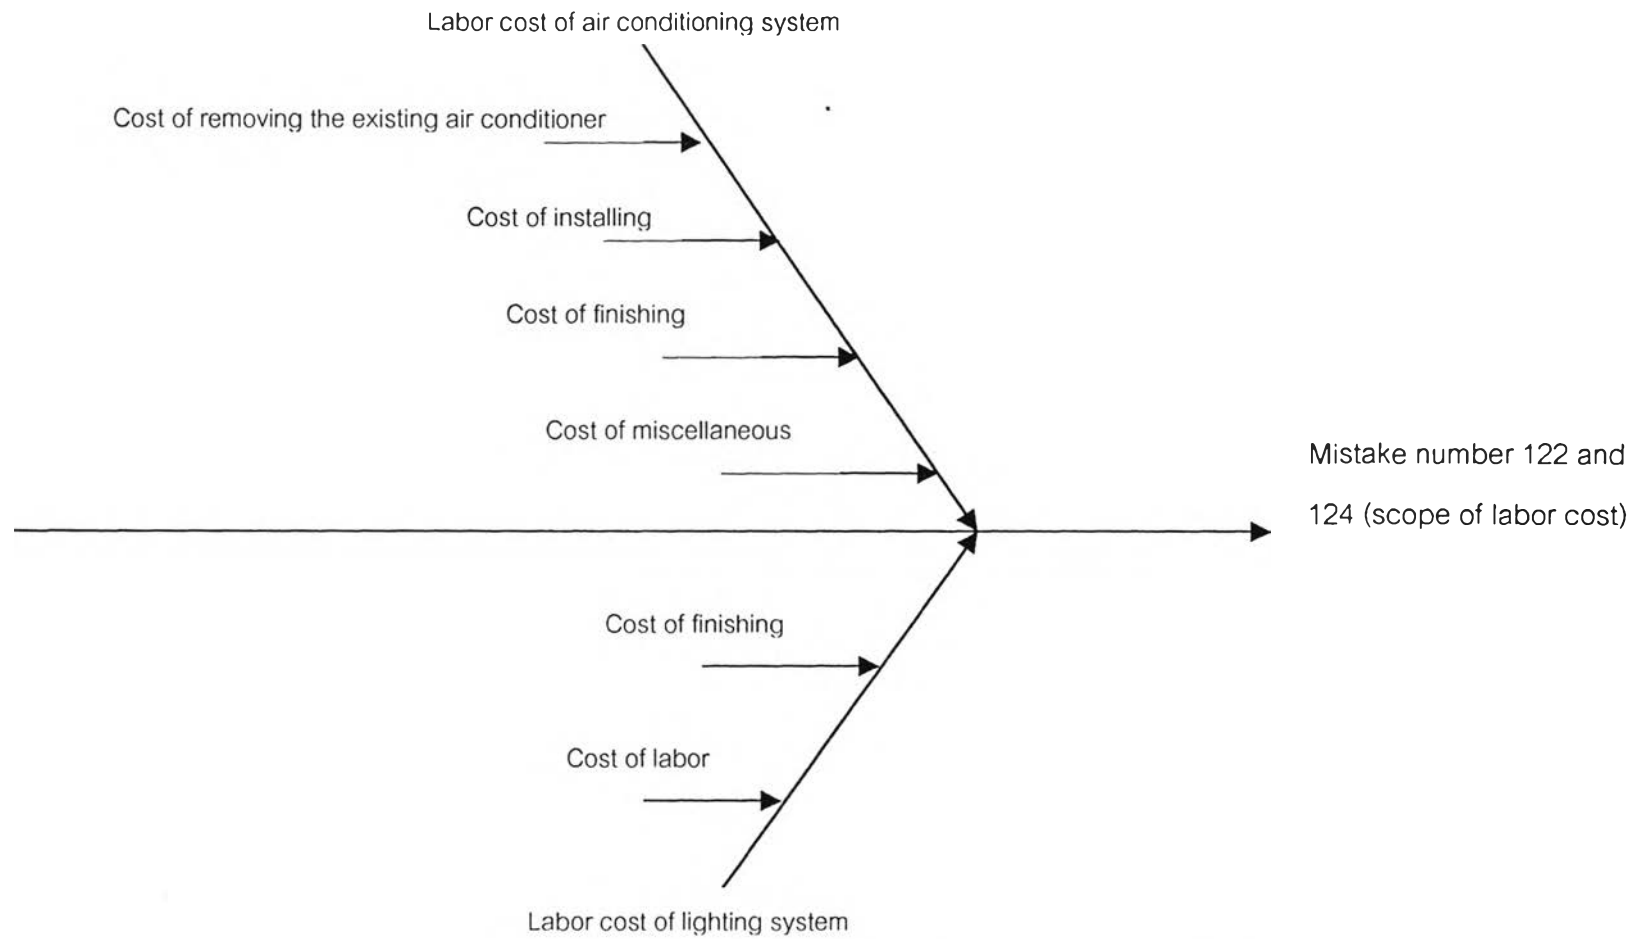 Labor cost of air conditioning system
Cost of removing the existing air conditioner
Cost of installing
Cost of finishing
Cost of miscellaneous
Mistake number 122 and
124 (scope of labor cost)
Cost of finishing
Cost of labor
Labor cost of lighting system